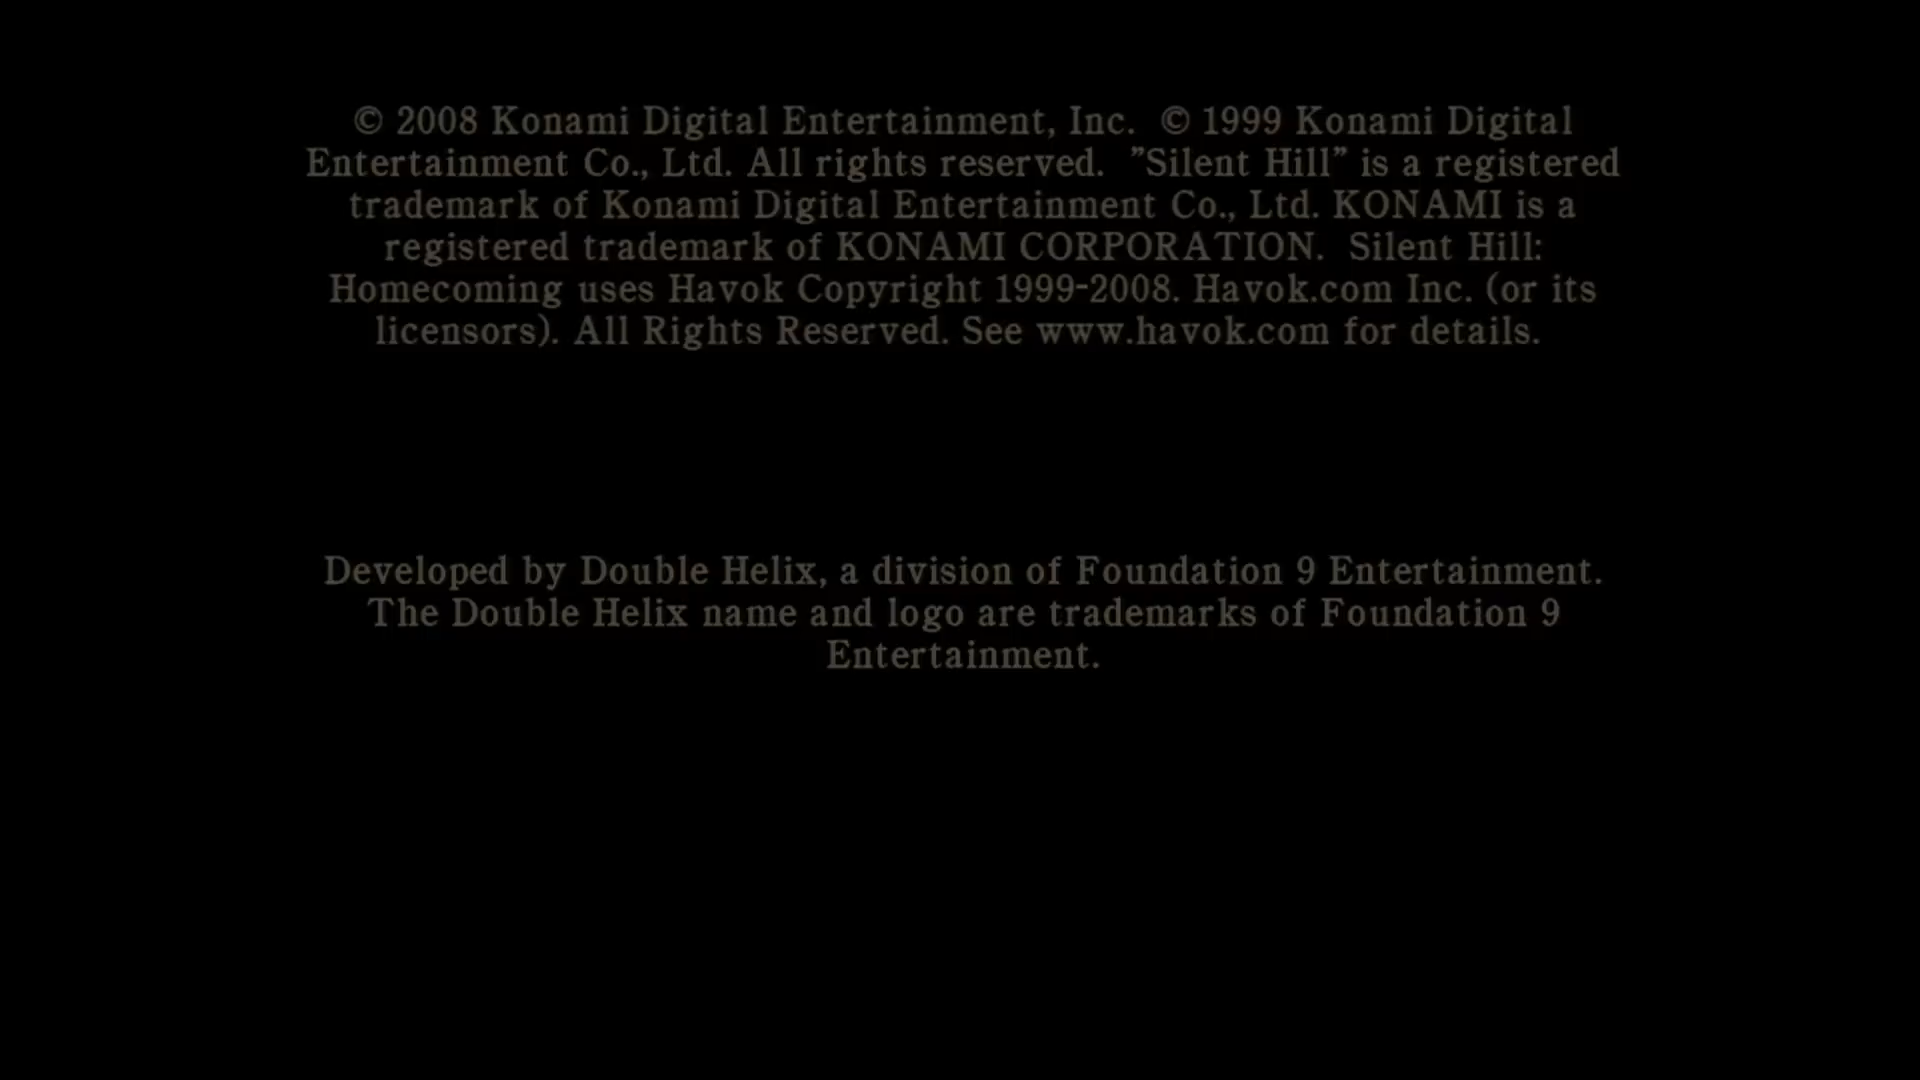 © 2008 Konami Digital Entertainment, Inc.  © 1999 Konami Digital
Entertainment Co., Ltd. All rights reserved.  ”Silent Hill” is a registered
trademark of Konami Digital Entertainment Co., Ltd. KONAMI is a
registered trademark of KONAMI CORPORATION.  Silent Hill:
Homecoming uses Havok Copyright 1999-2008. Havok.com Inc. (or its
licensors). All Rights Reserved. See www.havok.com for details.
Developed by Double Helix, a division of Foundation 9 Entertainment.
The Double Helix name and logo are trademarks of Foundation 9
Entertainment.